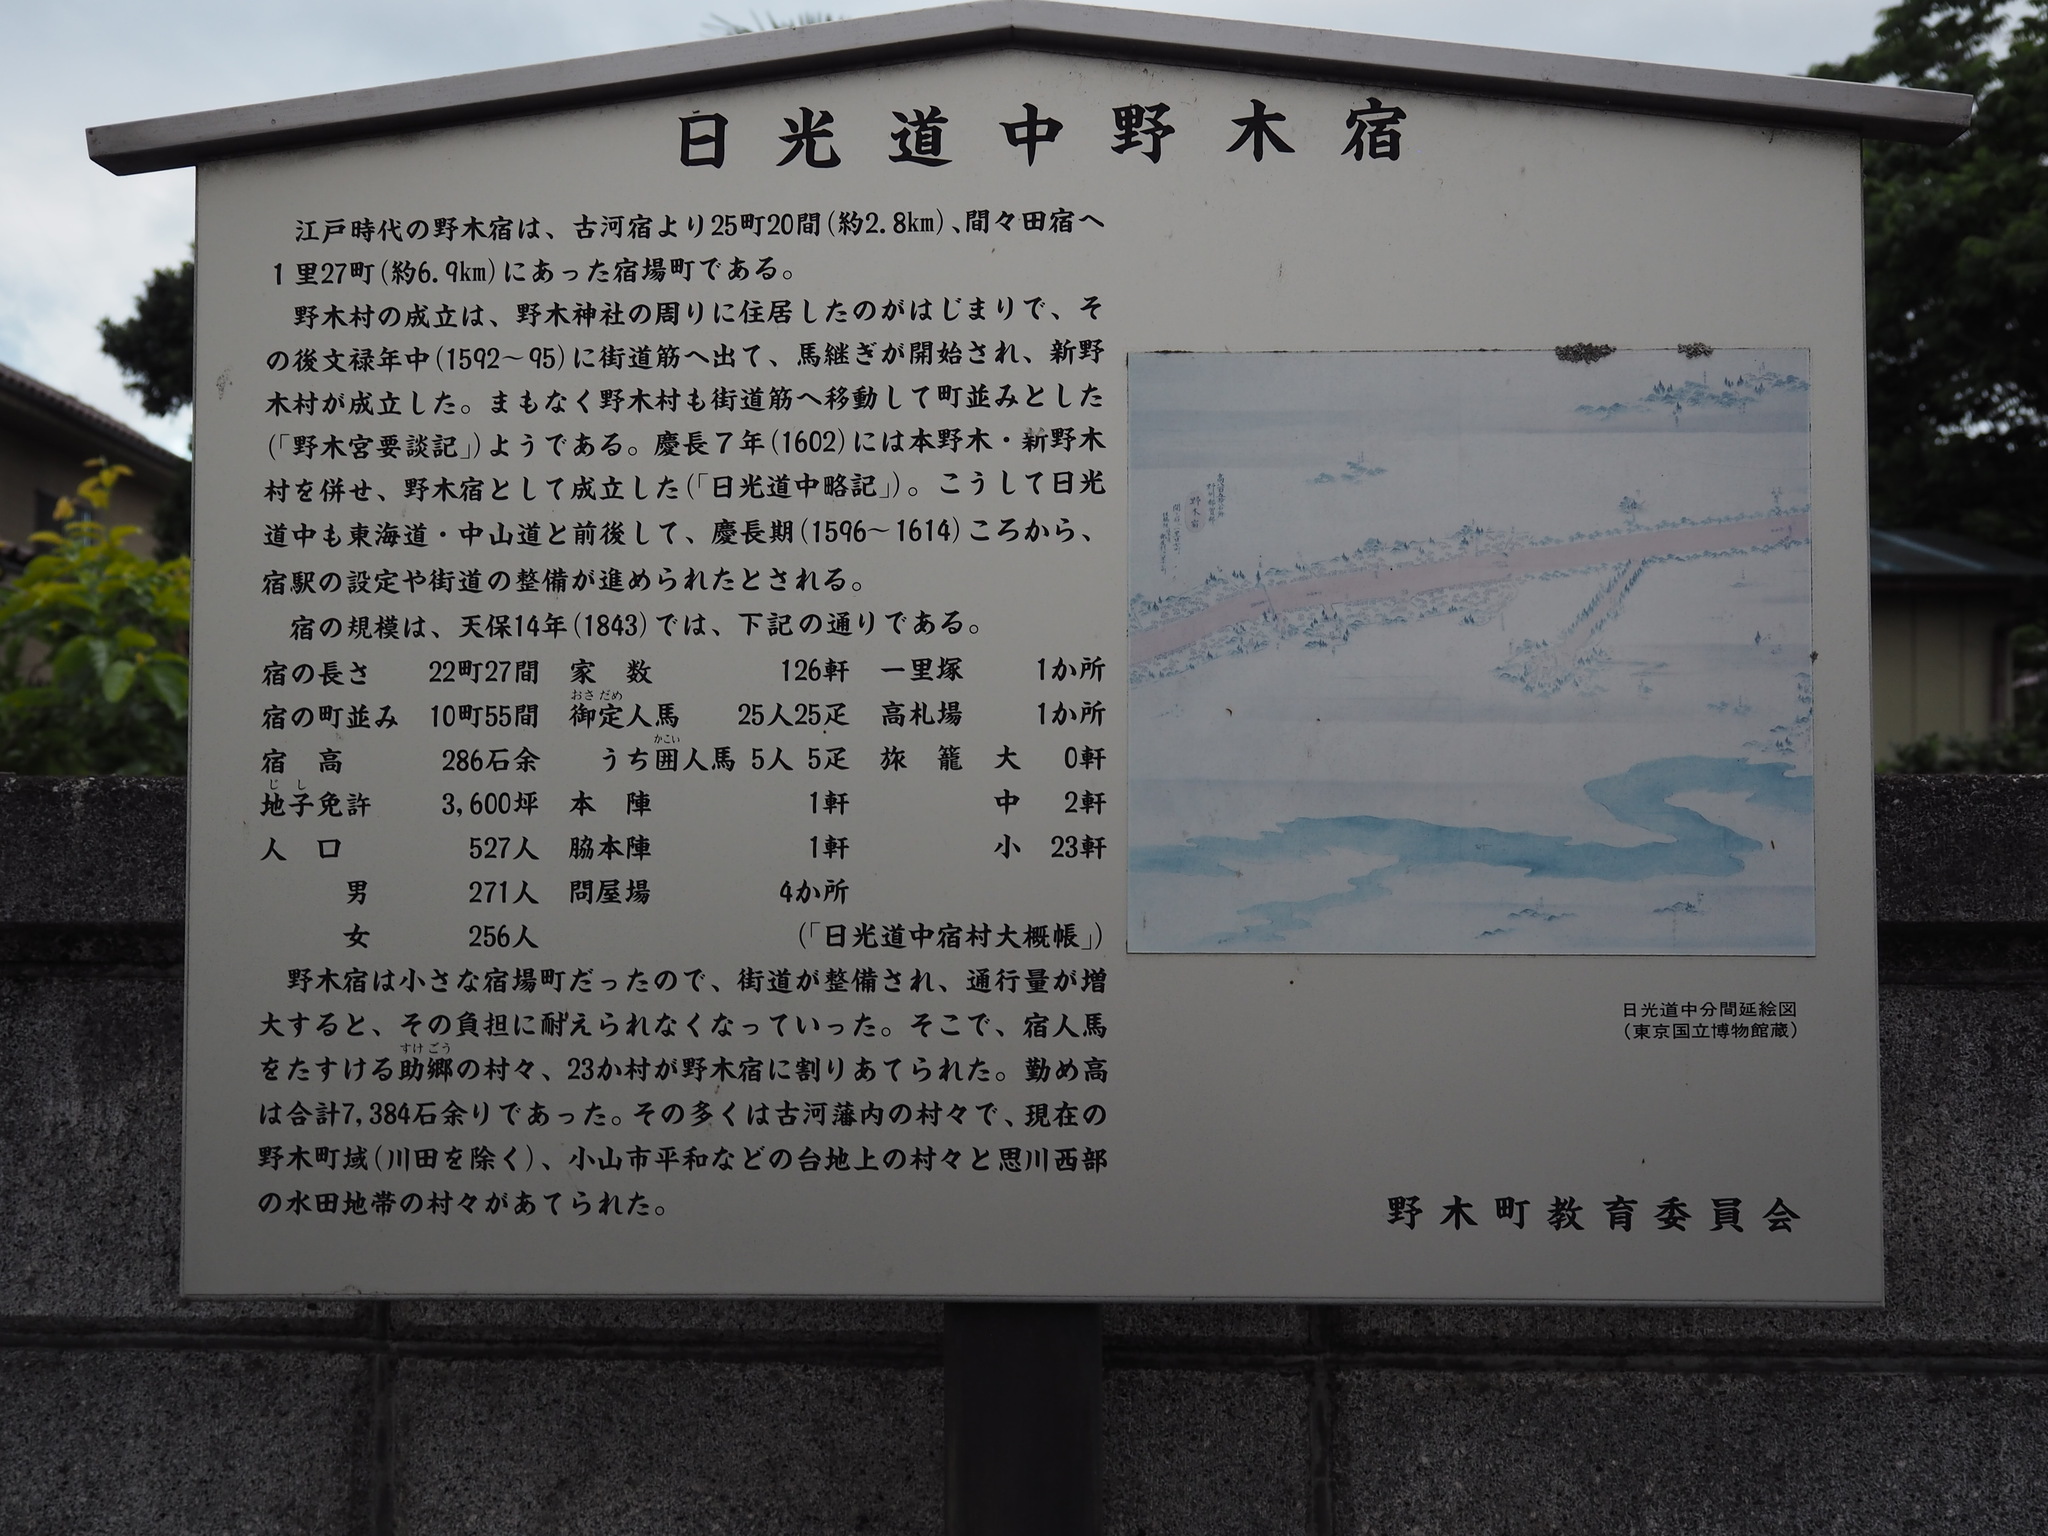 日光道中野木宿
江戸時代の野木宿は、古河宿より25町20間(約2.8km)、間々田宿へ
1里27町(約6.9km)にあった宿場町である。
野木村の成立は、野木神社の周りに住居したのがはじまりで、そ
の後文禄年中(1592～95)に街道筋へ出て、馬継ぎが開始され、新野
木村が成立した。まもなく野木村も街道筋へ移動して町並みとした
(「野木宮要談記」)ようである。慶長7年(1602)には本野木・新野木
村を併せ、野木宿として成立した(「日光道中略記」)。こうして日光
道中も東海道・中山道と前後して、慶長期(1596～1614)ころから、
宿駅の設定や街道の整備が進められたとされる。
宿の規模は、天保14年(1843)では、下記の通りである。
宿の長さ 22町27間 家数 126軒 一里塚 1か所
おさだめ
宿の町並み 10町55間 御定人馬 25人25疋 高札場 1か所
かこい
宿高 286石余 うち囲人馬 5人 5疋 旅籠 大 0軒
じし
地子免許 3,600坪 本陣 1軒 中 2軒
人口 527人 脇本陣 1軒 小 23軒
男 271人 問屋場 4か所
女 256人 (「日光道中宿村大概帳」)
野木宿は小さな宿場町だったので、街道が整備され、通行量が増
大すると、その負担に耐えられなくなっていった。そこで、宿人馬
すけごう
をたすける助郷の村々、23か村が野木宿に割りあてられた。勤め高
は合計7,384石余りであった。その多くは古河藩内の村々で、現在の
野木町域(川田を除く)、小山市平和などの台地上の村々と思川西部
の水田地帯の村々があてられた。
野木宿
日光道中分間延絵図
(東京国立博物館蔵)
野木町教育委員会